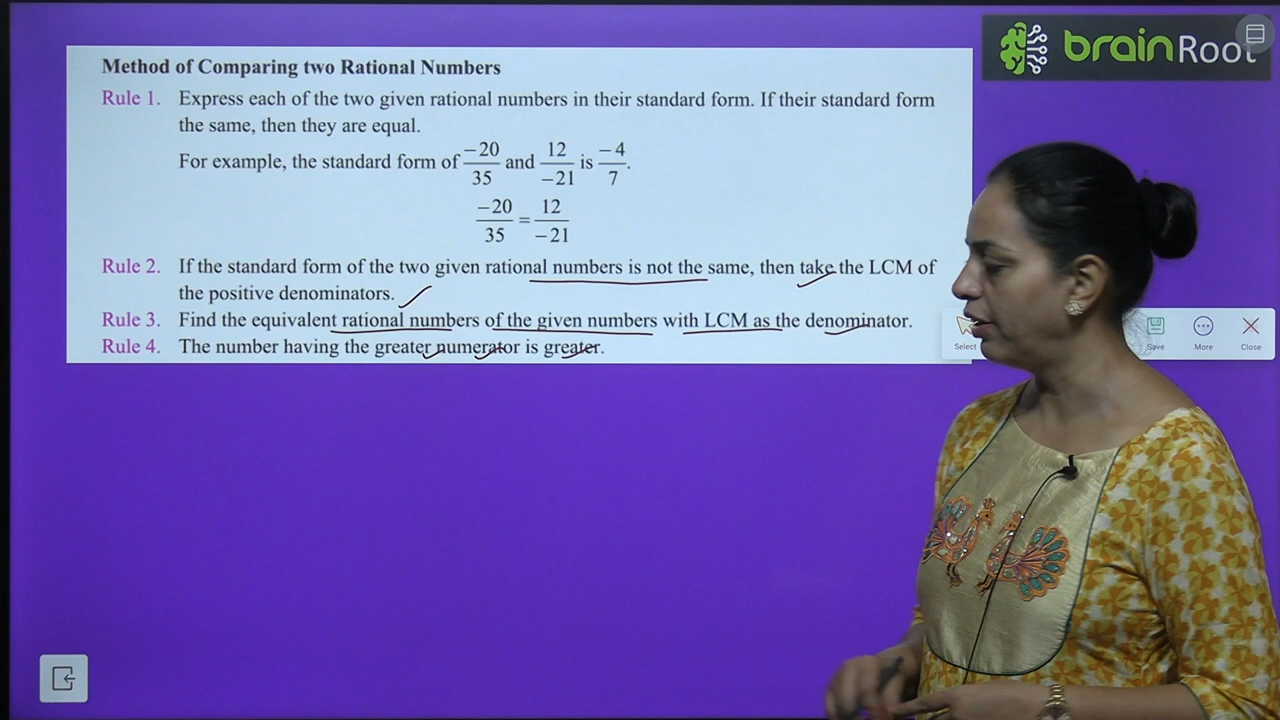 brainRoot
Method of Comparing two Rational Numbers
Rule 1. Express each of the two given rational numbers in their standard form. If their standard form
the same, then they are equal.
For example, the standard form of -20/35 and 12/-21 is -4/7.
-20/35 = 12/-21
Rule 2. If the standard form of the two given rational numbers is not the same, then take the LCM of
the positive denominators.
Rule 3. Find the equivalent rational numbers of the given numbers with LCM as the denominator.
Rule 4. The number having the greater numerator is greater.
Select Save More Close